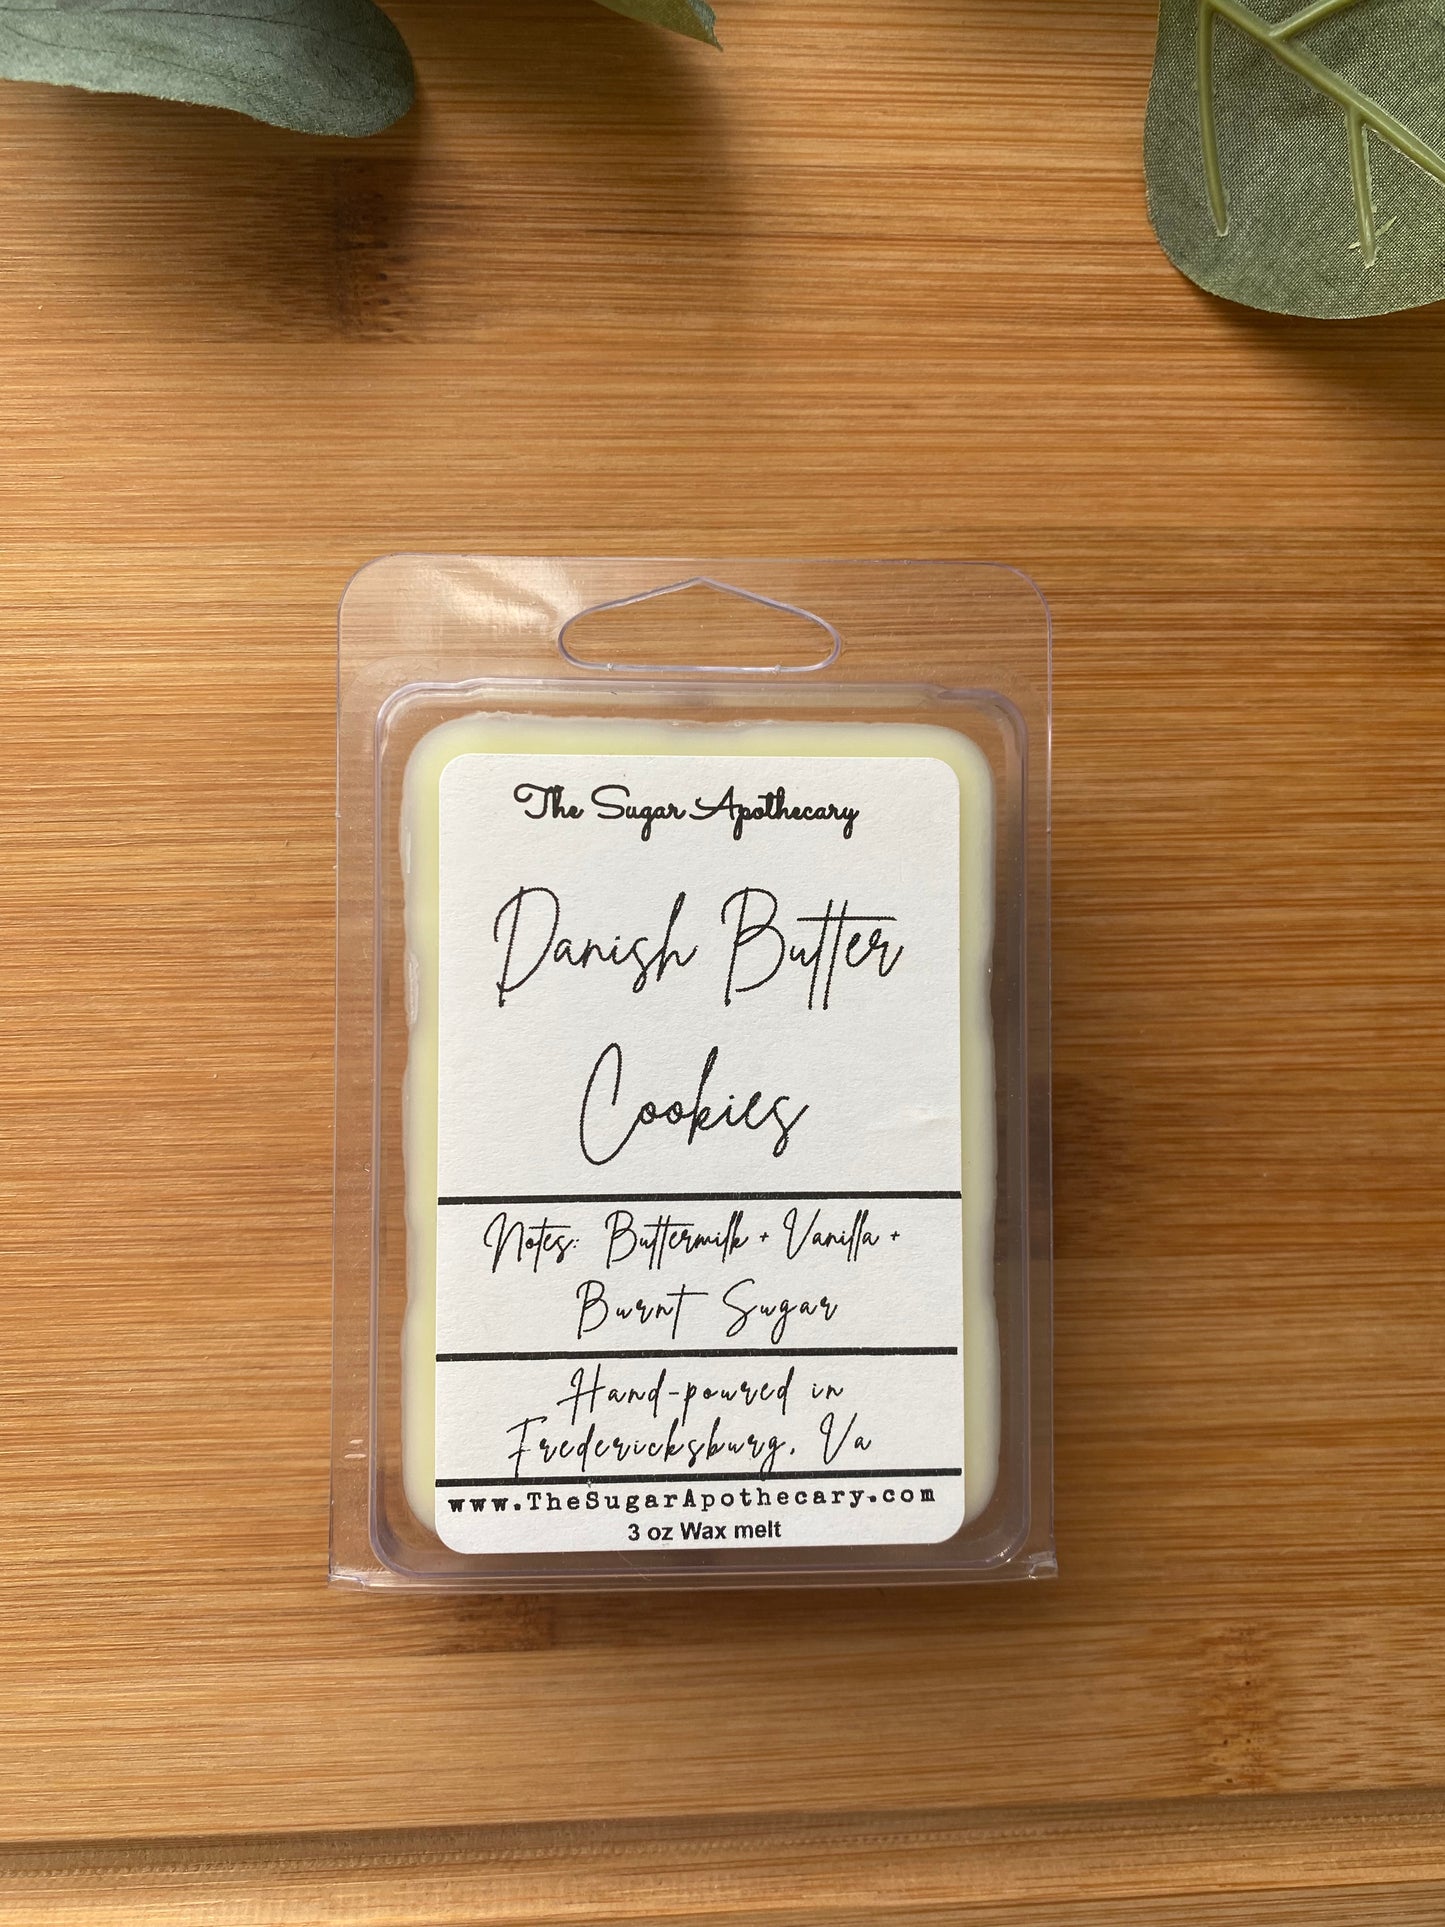 The Sugar Apothecary
Danish Butter
Cookies
Notes: Buttermilk + Vanilla +
Burnt Sugar
Hand-poured in
Fredericksburg, Va
www.TheSugarApothecary.com
3 oz Wax melt